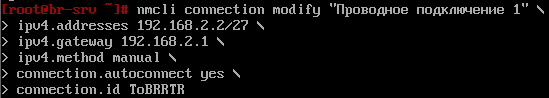 [root@br-srv ~]# nmcli connection modify "Проводное подключение 1" \
> ipv4.addresses 192.168.2.2/27 \
> ipv4.gateway 192.168.2.1 \
> ipv4.method manual \
> connection.autoconnect yes \
> connection.id ToBRRTR